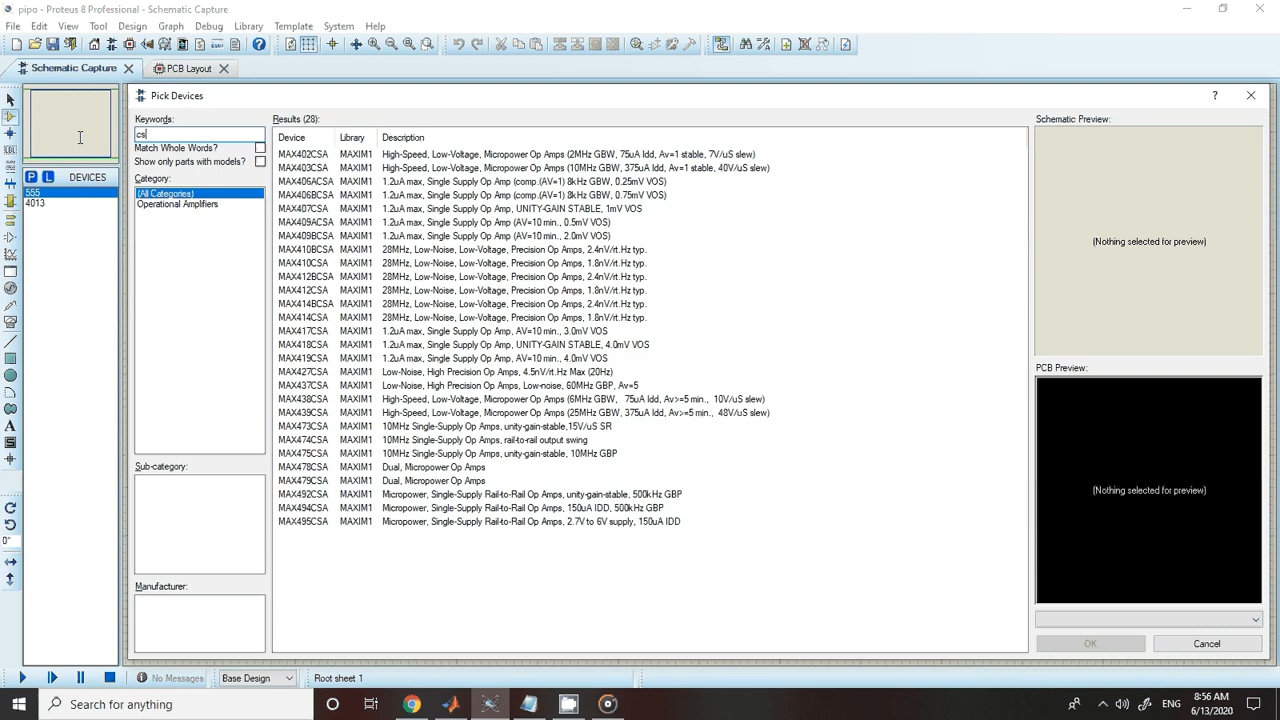 pipo - Proteus 8 Professional - Schematic Capture
File Edit View Tool Design Graph Debug Library Template System Help
Schematic Capture PCB Layout
Pick Devices ?
Keywords: Results (28): Schematic Preview:
cs
Match Whole Words?
Show only parts with models?
Category:
(All Categories)
Operational Amplifiers
Sub-category:
Manufacturer:
P L DEVICES
555
4013
Device Library Description
MAX402CSA MAXIM1 High-Speed, Low-Voltage, Micropower Op Amps (2MHz GBW, 75uA Idd, Av=1 stable, 7V/uS slew)
MAX403CSA MAXIM1 High-Speed, Low-Voltage, Micropower Op Amps (10MHz GBW, 375uA Idd, Av=1 stable, 40V/uS slew)
MAX406ACSA MAXIM1 1.2uA max, Single Supply Op Amp (comp.(AV=1) 8kHz GBW, 0.25mV VOS)
MAX406BCSA MAXIM1 1.2uA max, Single Supply Op Amp (comp.(AV=1) 8kHz GBW, 0.75mV VOS)
MAX407CSA MAXIM1 1.2uA max, Single Supply Op Amp, UNITY-GAIN STABLE, 1mV VOS
MAX409ACSA MAXIM1 1.2uA max, Single Supply Op Amp (AV=10 min., 0.5mV VOS)
MAX409BCSA MAXIM1 1.2uA max, Single Supply Op Amp (AV=10 min., 2.0mV VOS)
MAX410BCSA MAXIM1 28MHz, Low-Noise, Low-Voltage, Precision Op Amps, 2.4nV/rt.Hz typ.
MAX410CSA MAXIM1 28MHz, Low-Noise, Low-Voltage, Precision Op Amps, 1.8nV/rt.Hz typ.
MAX412BCSA MAXIM1 28MHz, Low-Noise, Low-Voltage, Precision Op Amps, 2.4nV/rt.Hz typ.
MAX412CSA MAXIM1 28MHz, Low-Noise, Low-Voltage, Precision Op Amps, 1.8nV/rt.Hz typ.
MAX414BCSA MAXIM1 28MHz, Low-Noise, Low-Voltage, Precision Op Amps, 2.4nV/rt.Hz typ.
MAX414CSA MAXIM1 28MHz, Low-Noise, Low-Voltage, Precision Op Amps, 1.8nV/rt.Hz typ.
MAX417CSA MAXIM1 1.2uA max, Single Supply Op Amp, AV=10 min., 3.0mV VOS
MAX418CSA MAXIM1 1.2uA max, Single Supply Op Amp, UNITY-GAIN STABLE, 4.0mV VOS
MAX419CSA MAXIM1 1.2uA max, Single Supply Op Amp, AV=10 min., 4.0mV VOS
MAX427CSA MAXIM1 Low-Noise, High Precision Op Amps, 4.5nV/rt.Hz Max (20Hz)
MAX437CSA MAXIM1 Low-Noise, High Precision Op Amps, Low-noise, 60MHz GBP, Av=5
MAX438CSA MAXIM1 High-Speed, Low-Voltage, Micropower Op Amps (6MHz GBW, 75uA Idd, Av>=5 min., 10V/uS slew)
MAX439CSA MAXIM1 High-Speed, Low-Voltage, Micropower Op Amps (25MHz GBW, 375uA Idd, Av>=5 min., 48V/uS slew)
MAX473CSA MAXIM1 10MHz Single-Supply Op Amps, unity-gain-stable,15V/uS SR
MAX474CSA MAXIM1 10MHz Single-Supply Op Amps, rail-to-rail output swing
MAX475CSA MAXIM1 10MHz Single-Supply Op Amps, unity-gain-stable, 10MHz GBP
MAX478CSA MAXIM1 Dual, Micropower Op Amps
MAX479CSA MAXIM1 Dual, Micropower Op Amps
MAX492CSA MAXIM1 Micropower, Single-Supply Rail-to-Rail Op Amps, unity-gain-stable, 500kHz GBP
MAX494CSA MAXIM1 Micropower, Single-Supply Rail-to-Rail Op Amps, 150uA IDD, 500kHz GBP
MAX495CSA MAXIM1 Micropower, Single-Supply Rail-to-Rail Op Amps, 2.7V to 6V supply, 150uA IDD
(Nothing selected for preview)
PCB Preview:
(Nothing selected for preview)
OK Cancel
LBL
A
0°
No Messages Base Design Root sheet 1
Search for anything
ENG
8:56 AM
6/13/2020